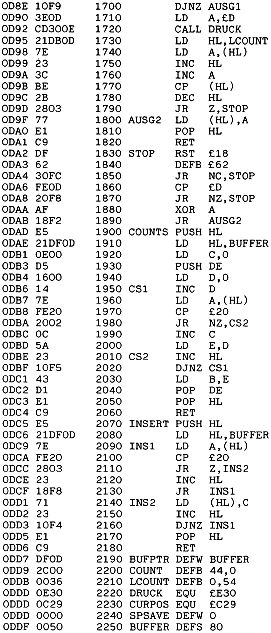 0D8E 10F9 1700 DJNZ AUSG1
0D90 3E0D 1710 LD A,£D
0D92 CD300E 1720 CALL DRUCK
0D95 21DB0D 1730 LD HL,LCOUNT
0D98 7E 1740 LD A,(HL)
0D99 23 1750 INC HL
0D9A 3C 1760 INC A
0D9B BE 1770 CP (HL)
0D9C 2B 1780 DEC HL
0D9D 2803 1790 JR Z,STOP
0D9F 77 1800 AUSG2 LD (HL),A
0DA0 E1 1810 POP HL
0DA1 C9 1820 RET
0DA2 DF 1830 STOP RST £18
0DA3 62 1840 DEFB £62
0DA4 30FC 1850 JR NC,STOP
0DA6 FE0D 1860 CP £D
0DA8 20F8 1870 JR NZ,STOP
0DAA AF 1880 XOR A
0DAB 18F2 1890 JR AUSG2
0DAD E5 1900 COUNTS PUSH HL
0DAE 21DF0D 1910 LD HL,BUFFER
0DB1 0E00 1920 LD C,0
0DB3 D5 1930 PUSH DE
0DB4 1600 1940 LD D,0
0DB6 14 1950 CS1 INC D
0DB7 7E 1960 LD A,(HL)
0DB8 FE20 1970 CP £20
0DBA 2002 1980 JR NZ,CS2
0DBC 0C 1990 INC C
0DBD 5A 2000 LD E,D
0DBE 23 2010 CS2 INC HL
0DBF 10F5 2020 DJNZ CS1
0DC1 43 2030 LD B,E
0DC2 D1 2040 POP DE
0DC3 E1 2050 POP HL
0DC4 C9 2060 RET
0DC5 E5 2070 INSERT PUSH HL
0DC6 21DF0D 2080 LD HL,BUFFER
0DC9 7E 2090 INS1 LD A,(HL)
0DCA FE20 2100 CP £20
0DCC 2803 2110 JR Z,INS2
0DCE 23 2120 INC HL
0DCF 18F8 2130 JR INS1
0DD1 71 2140 INS2 LD (HL),C
0DD2 23 2150 INC HL
0DD3 10F4 2160 DJNZ INS1
0DD5 E1 2170 POP HL
0DD6 C9 2180 RET
0DD7 DF0D 2190 BUFPTR DEFW BUFFER
0DD9 2C00 2200 COUNT DEFB 44,0
0DDB 0036 2210 LCOUNT DEFB 0,54
0DDD 0E30 2220 DRUCK EQU £E30
0DDD 0C29 2230 CURPOS EQU £C29
0DDD 0000 2240 SPSAVE DEFW 0
0DDF 0050 2250 BUFFER DEFS 80